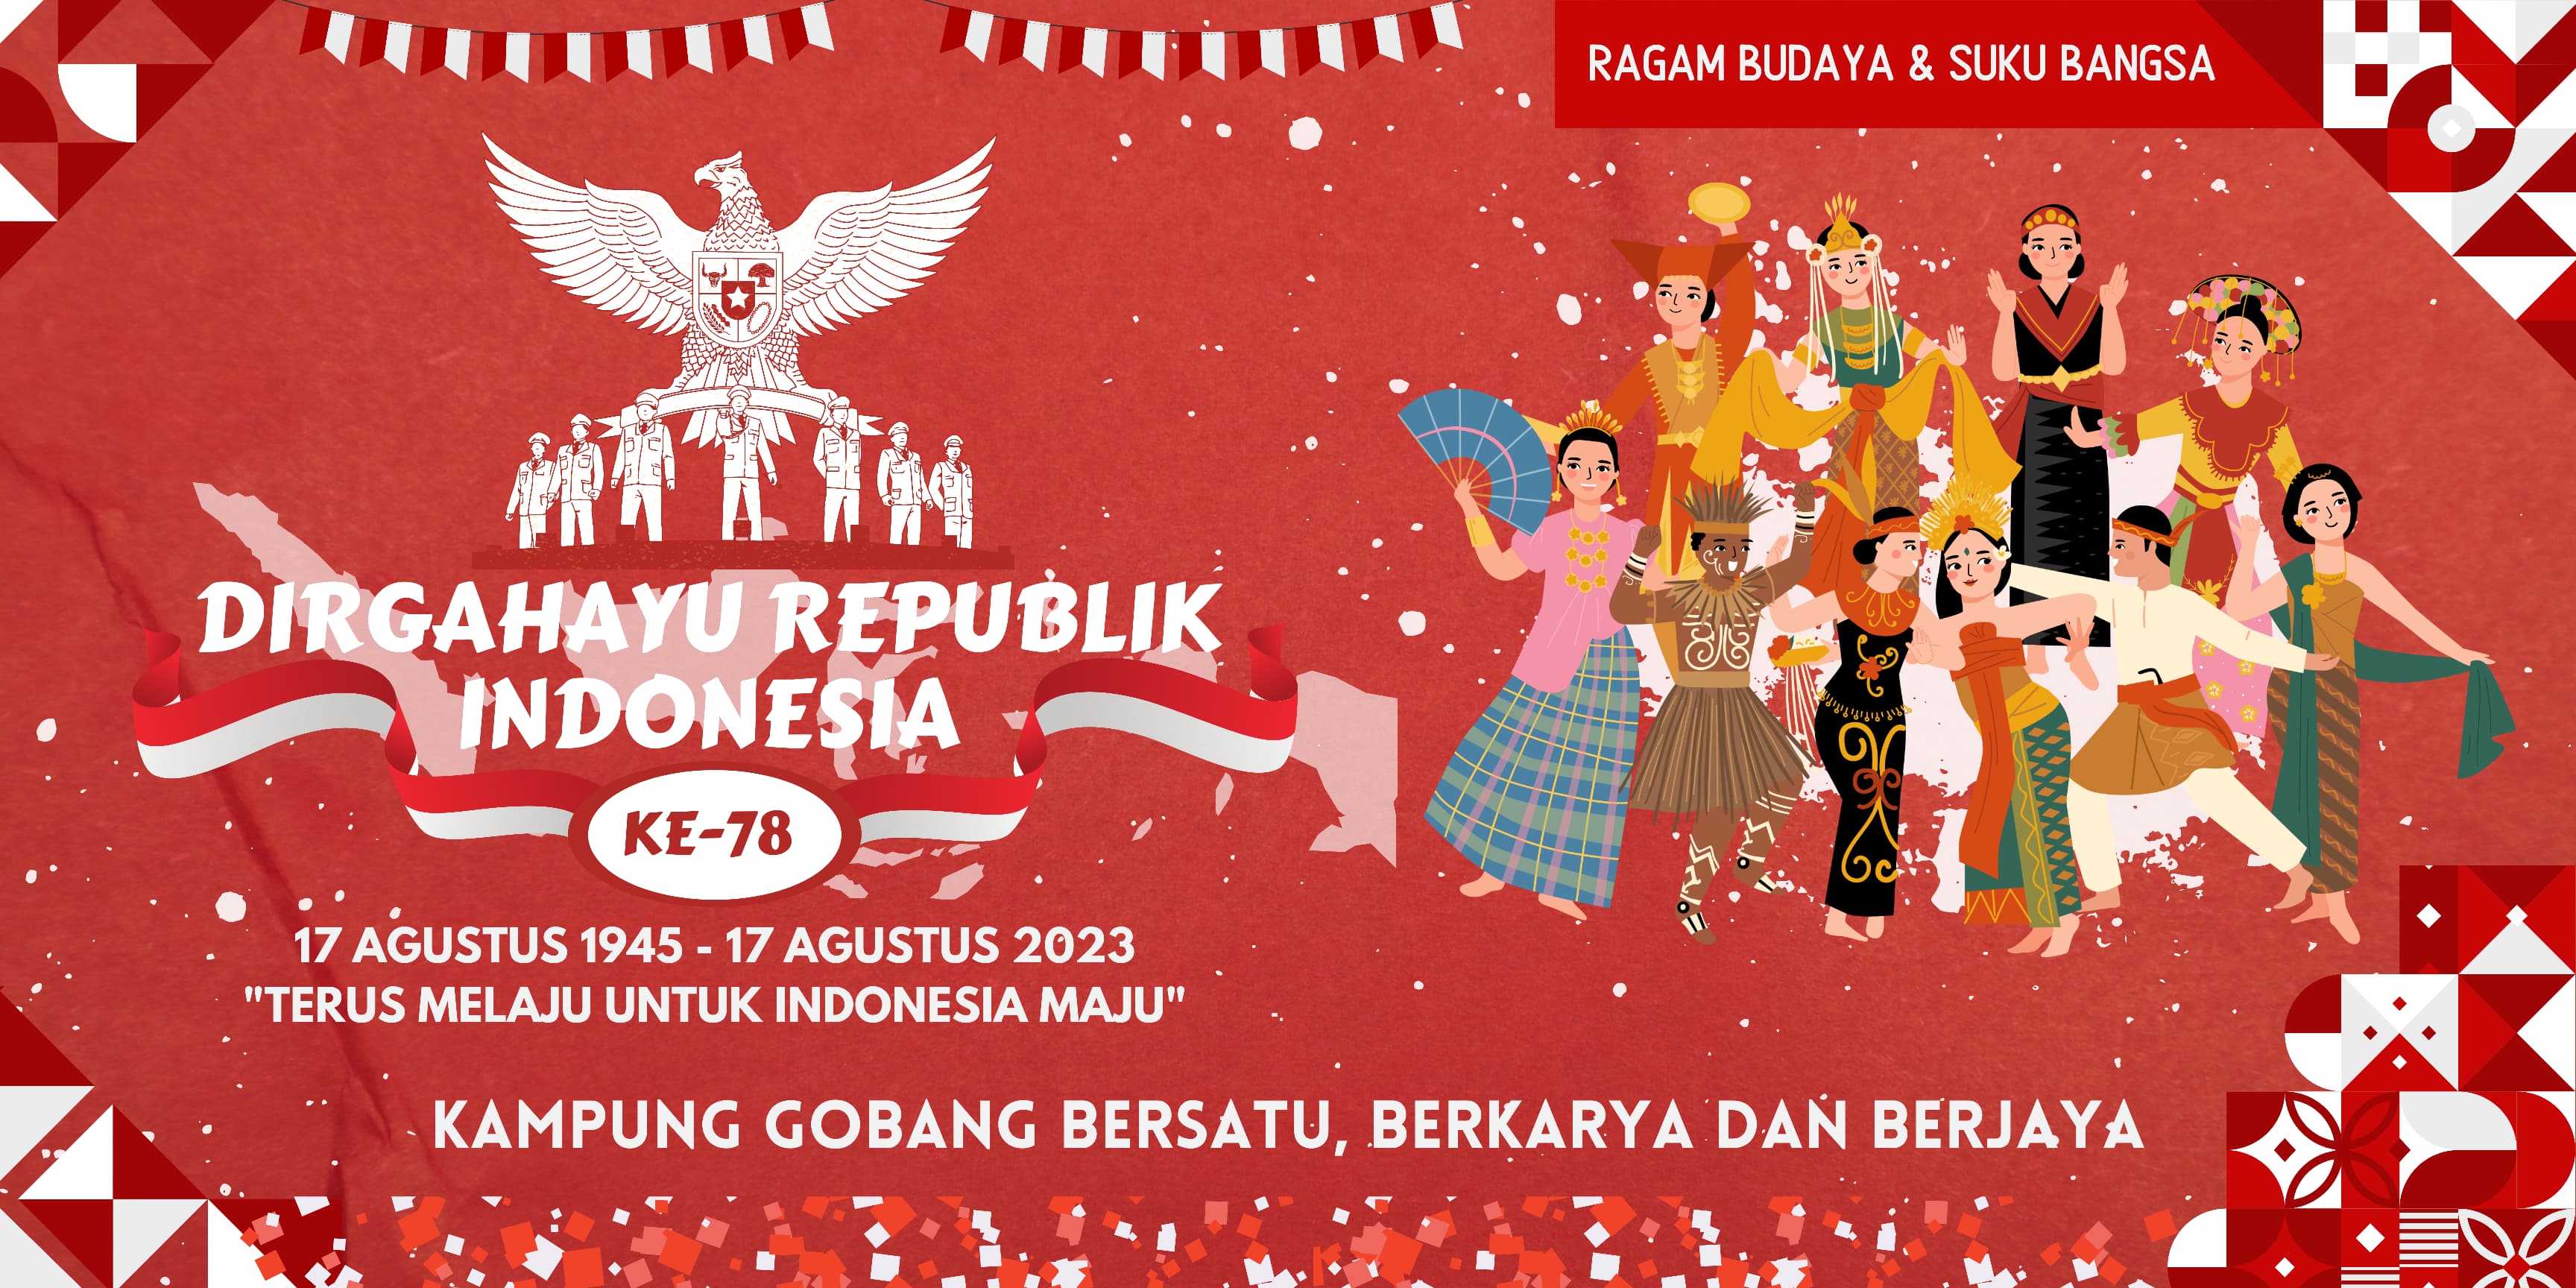 RAGAM BUDAYA & SUKU BANGSA
DIRGAHAYU REPUBLIK
INDONESIA
KE-78
17 AGUSTUS 1945 - 17 AGUSTUS 2023
"TERUS MELAJU UNTUK INDONESIA MAJU"
KAMPUNG GOBANG BERSATU, BERKARYA DAN BERJAYA